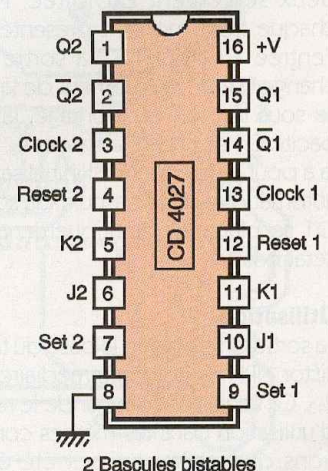 Q2 1 16 +V
Q̅2 2 15 Q1
Clock 2 3 14 Q̅1
Reset 2 4 13 Clock 1
K2 5 12 Reset 1
J2 6 11 K1
Set 2 7 10 J1
8 9 Set 1
CD 4027
2 Bascules bistables